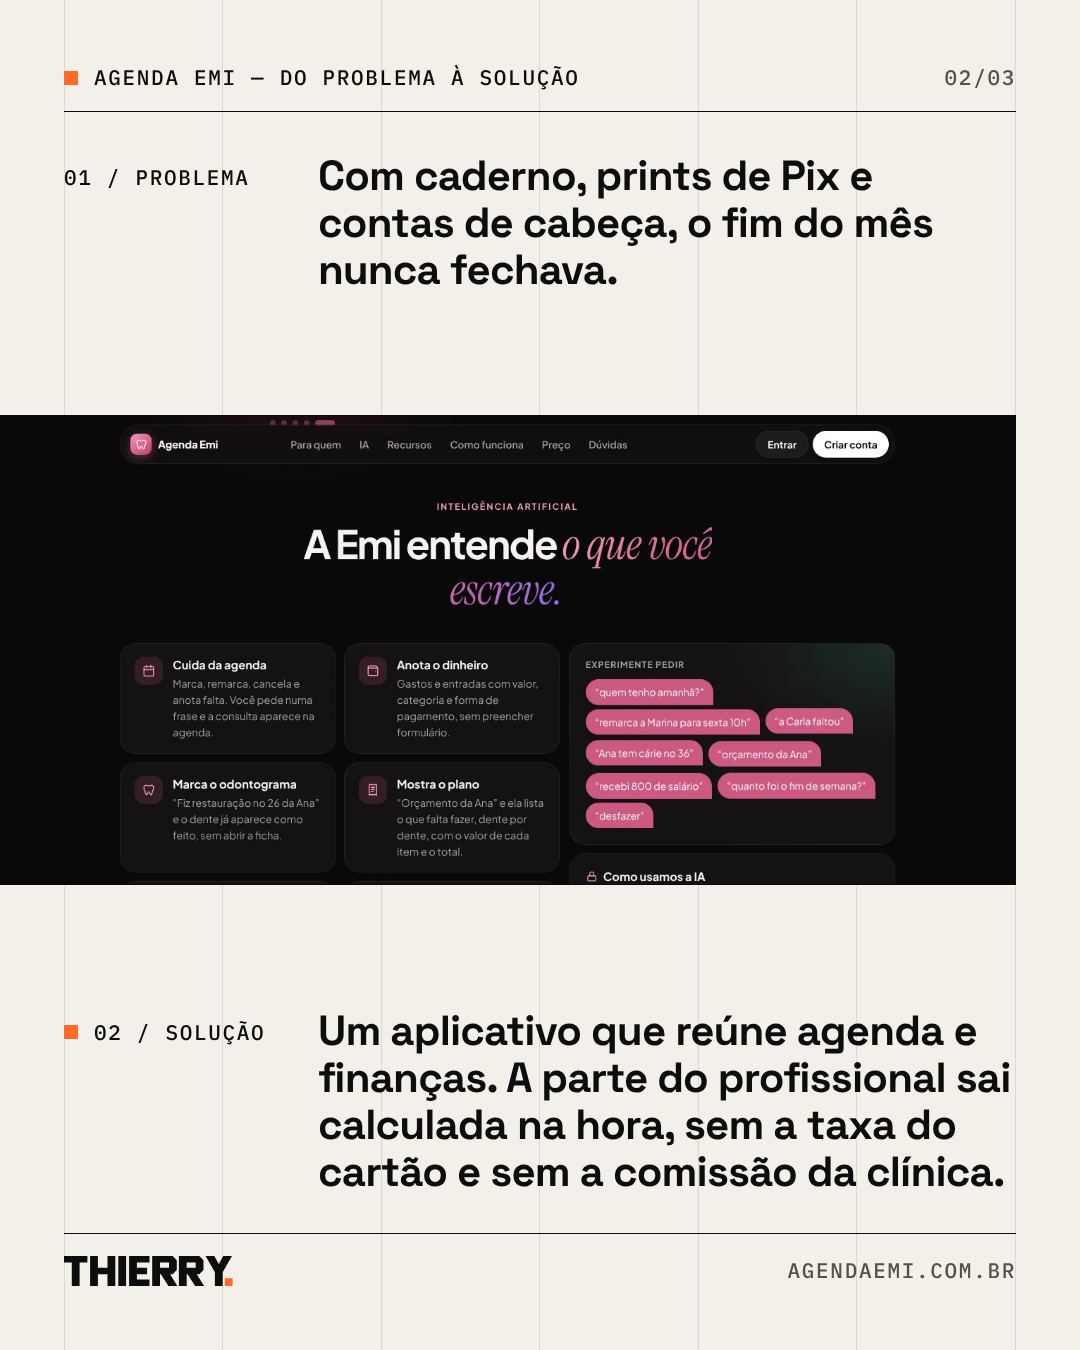 AGENDA EMI — DO PROBLEMA À SOLUÇÃO
02/03
01 / PROBLEMA
Com caderno, prints de Pix e
contas de cabeça, o fim do mês
nunca fechava.
Agenda Emi
Para quem
IA
Recursos
Como funciona
Preço
Dúvidas
Entrar
Criar conta
INTELIGÊNCIA ARTIFICIAL
A Emi entende o que você
escreve.
Cuida da agenda
Marca, remarca, cancela e
anota falta. Você pede numa
frase e a consulta aparece na
agenda.
Anota o dinheiro
Gastos e entradas com valor,
categoria e forma de
pagamento, sem preencher
formulário.
Marca o odontograma
"Fiz restauração no 26 da Ana"
e o dente já aparece como
feito, sem abrir a ficha.
Mostra o plano
"Orçamento da Ana" e ela lista
o que falta fazer, dente por
dente, com o valor de cada
item e o total.
EXPERIMENTE PEDIR
"quem tenho amanhã?"
"remarca a Marina para sexta 10h"
"a Carla faltou"
"Ana tem cárie no 36"
"orçamento da Ana"
"recebi 800 de salário"
"quanto foi o fim de semana?"
"desfazer"
Como usamos a IA
02 / SOLUÇÃO
Um aplicativo que reúne agenda e
finanças. A parte do profissional sai
calculada na hora, sem a taxa do
cartão e sem a comissão da clínica.
THIERRY.
AGENDAEMI.COM.BR